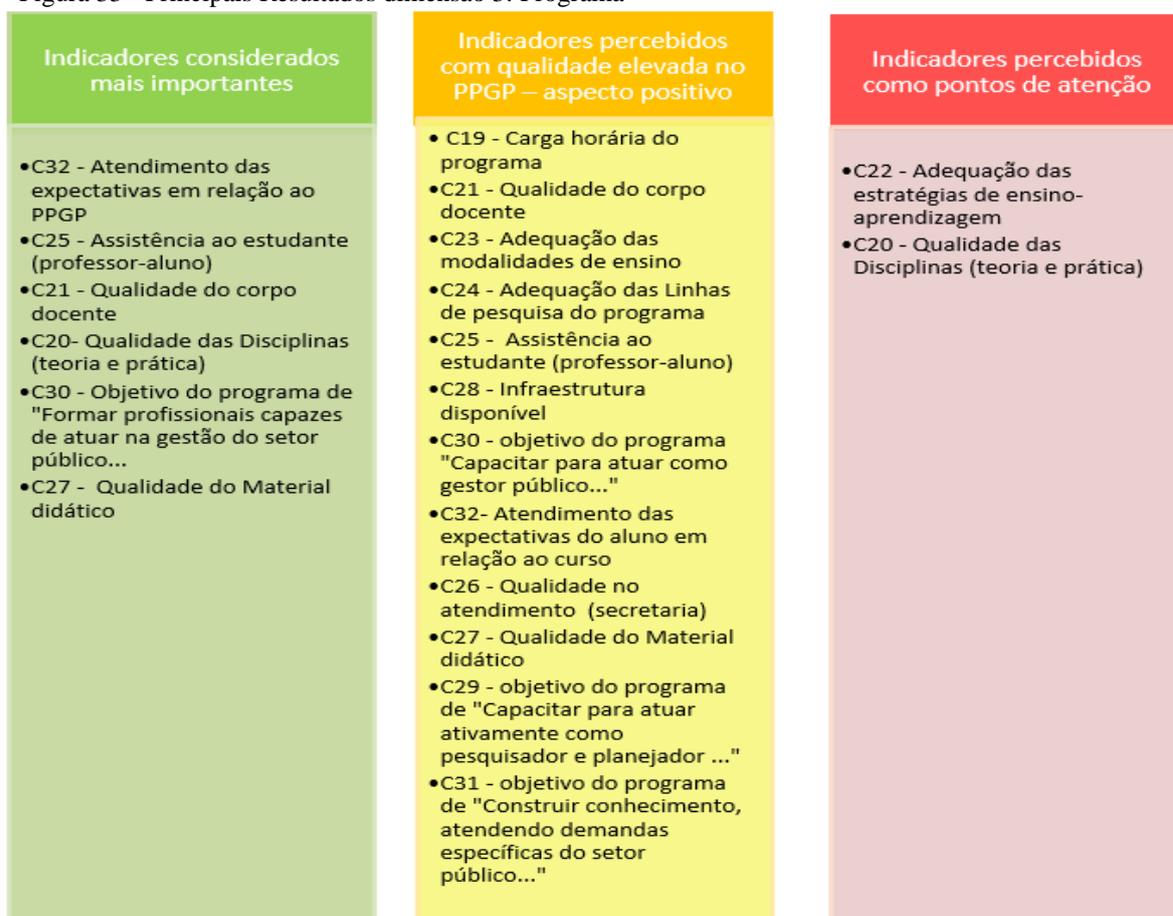 Figura 33 - Principais Resultados dimensão 3: Programa
Indicadores considerados
mais importantes
•C32 - Atendimento das
expectativas em relação ao
PPGP
•C25 - Assistência ao estudante
(professor-aluno)
•C21 - Qualidade do corpo
docente
•C20- Qualidade das Disciplinas
(teoria e prática)
•C30 - Objetivo do programa de
"Formar profissionais capazes
de atuar na gestão do setor
público...
•C27 - Qualidade do Material
didático
Indicadores percebidos
com qualidade elevada no
PPGP – aspecto positivo
• C19 - Carga horária do
programa
•C21 - Qualidade do corpo
docente
•C23 - Adequação das
modalidades de ensino
•C24 - Adequação das Linhas
de pesquisa do programa
•C25 - Assistência ao
estudante (professor-aluno)
•C28 - Infraestrutura
disponível
•C30 - objetivo do programa
"Capacitar para atuar como
gestor público..."
•C32- Atendimento das
expectativas do aluno em
relação ao curso
•C26 - Qualidade no
atendimento (secretaria)
•C27 - Qualidade do Material
didático
•C29 - objetivo do programa
de "Capacitar para atuar
ativamente como
pesquisador e planejador ..."
•C31 - objetivo do programa
de "Construir conhecimento,
atendendo demandas
específicas do setor
público..."
Indicadores percebidos
como pontos de atenção
•C22 - Adequação das
estratégias de ensino-
aprendizagem
•C20 - Qualidade das
Disciplinas (teoria e prática)